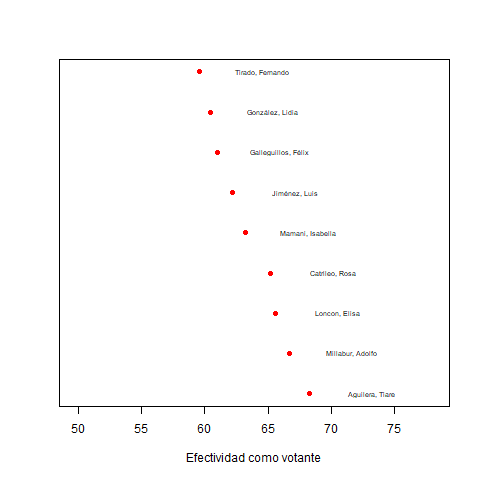 Tirado, Fernando
González, Lidia
Galleguillos, Félix
Jiménez, Luis
Mamani, Isabella
Catrileo, Rosa
Loncon, Elisa
Millabur, Adolfo
Aguilera, Tiare
50 55 60 65 70 75
Efectividad como votante